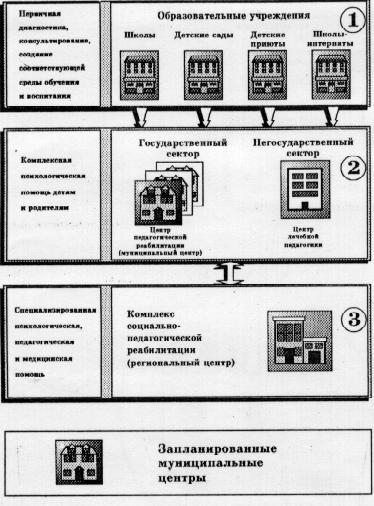 Первичная
диагностика,
консультирование,
создание
соответствующей
среды обучения
и воспитания
Образовательные учреждения
1
Школы
Детские сады
Детские
приюты
Школы-
интернаты
Комплексная
психологическая
помощь детям
и родителям
Государственный
сектор
Негосударственный
сектор
2
Центр
педагогической
реабилитации
(муниципальный центр)
Центр
лечебной
педагогики
Специализированная
психологическая,
педагогическая
и медицинская
помощь
Комплекс
социально-
педагогической
реабилитации
(региональный центр)
3
Запланированные
муниципальные
центры